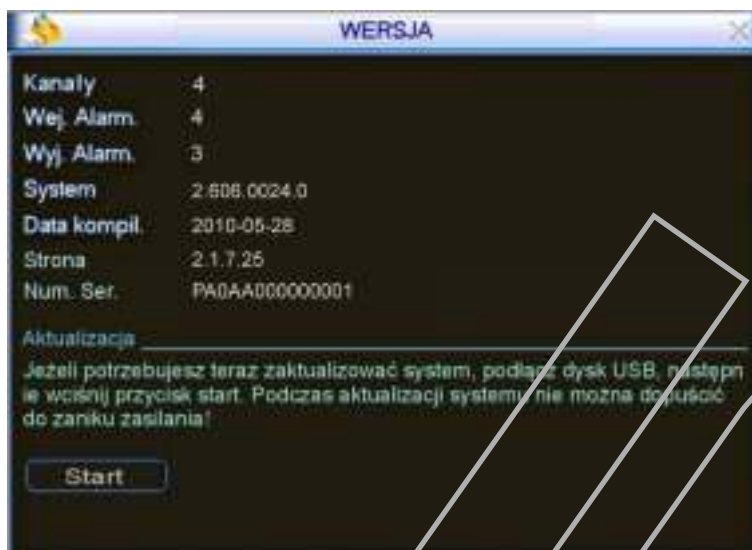 WERSJA
Kanały 4
Wej. Alarm. 4
Wyj. Alarm. 3
System 2.608.0024.0
Data kompil. 2010-05-28
Strona 2.1.7.25
Num. Ser. PA0AA000000001
Aktualizacja
Jeżeli potrzebujesz teraz zaktualizować system, podłącz dysk USB, następn
ie wciśnij przycisk start. Podczas aktualizacji systemu nie można dopuścić
do zaniku zasilania!
Start